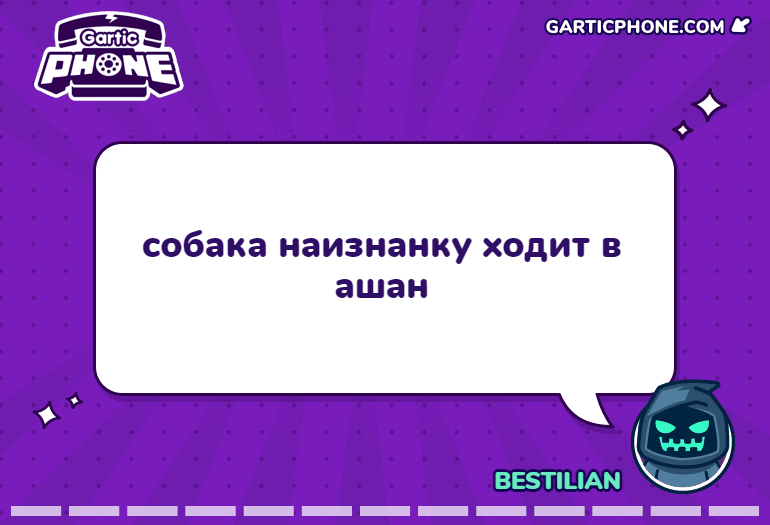 Gartic
PHONE
GARTICPHONE.COM
собака наизнанку ходит в
ашан
BESTILIAN